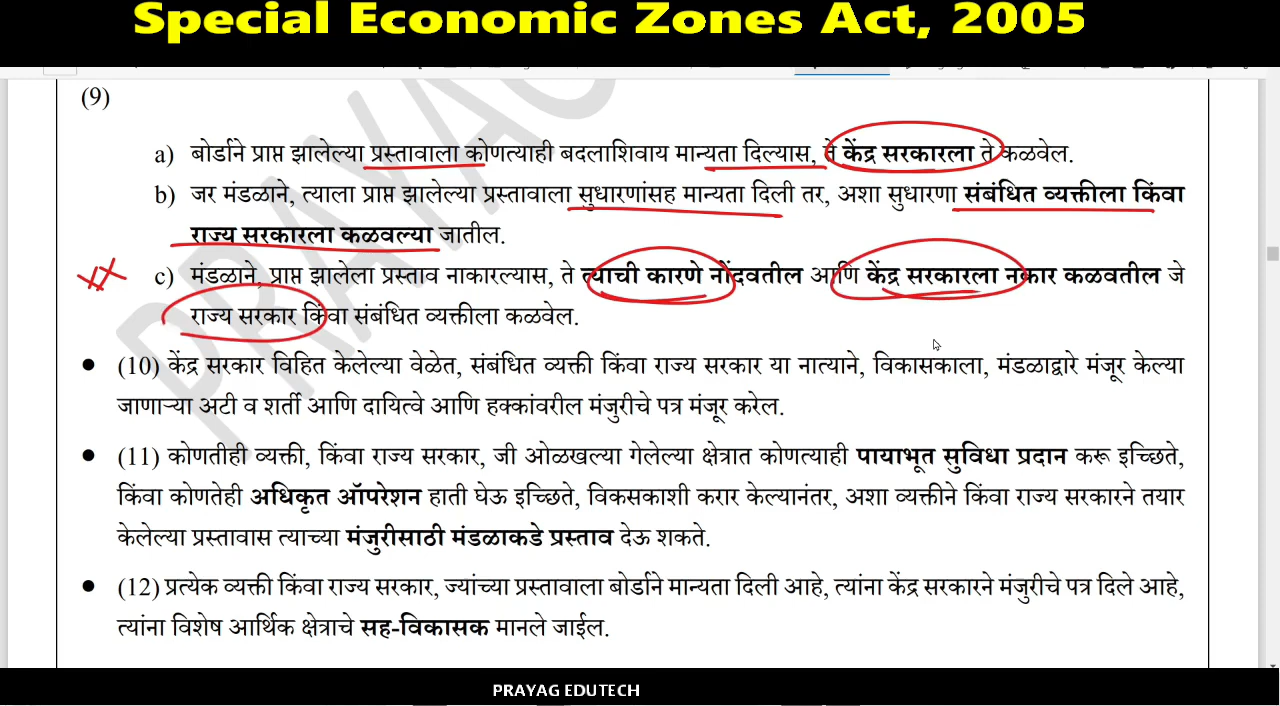 Special Economic Zones Act, 2005
PRAYAG
(9)
a) बोर्डाने प्राप्त झालेल्या प्रस्तावाला कोणत्याही बदलाशिवाय मान्यता दिल्यास, ते केंद्र सरकारला ते कळवेल.
b) जर मंडळाने, त्याला प्राप्त झालेल्या प्रस्तावाला सुधारणांसह मान्यता दिली तर, अशा सुधारणा संबंधित व्यक्तीला किंवा
राज्य सरकारला कळवल्या जातील.
c) मंडळाने, प्राप्त झालेला प्रस्ताव नाकारल्यास, ते त्याची कारणे नोंदवतील आणि केंद्र सरकारला नकार कळवतील जे
राज्य सरकार किंवा संबंधित व्यक्तीला कळवेल.
• (10) केंद्र सरकार विहित केलेल्या वेळेत, संबंधित व्यक्ती किंवा राज्य सरकार या नात्याने, विकासकाला, मंडळाद्वारे मंजूर केल्या
जाणाऱ्या अटी व शर्ती आणि दायित्वे आणि हक्कांवरील मंजुरीचे पत्र मंजूर करेल.
• (11) कोणतीही व्यक्ती, किंवा राज्य सरकार, जी ओळखल्या गेलेल्या क्षेत्रात कोणत्याही पायाभूत सुविधा प्रदान करू इच्छिते,
किंवा कोणतेही अधिकृत ऑपरेशन हाती घेऊ इच्छिते, विकसकाशी करार केल्यानंतर, अशा व्यक्तीने किंवा राज्य सरकारने तयार
केलेल्या प्रस्तावास त्याच्या मंजुरीसाठी मंडळाकडे प्रस्ताव देऊ शकते.
• (12) प्रत्येक व्यक्ती किंवा राज्य सरकार, ज्यांच्या प्रस्तावाला बोर्डाने मान्यता दिली आहे, त्यांना केंद्र सरकारने मंजुरीचे पत्र दिले आहे,
त्यांना विशेष आर्थिक क्षेत्राचे सह-विकासक मानले जाईल.
PRAYAG EDUTECH